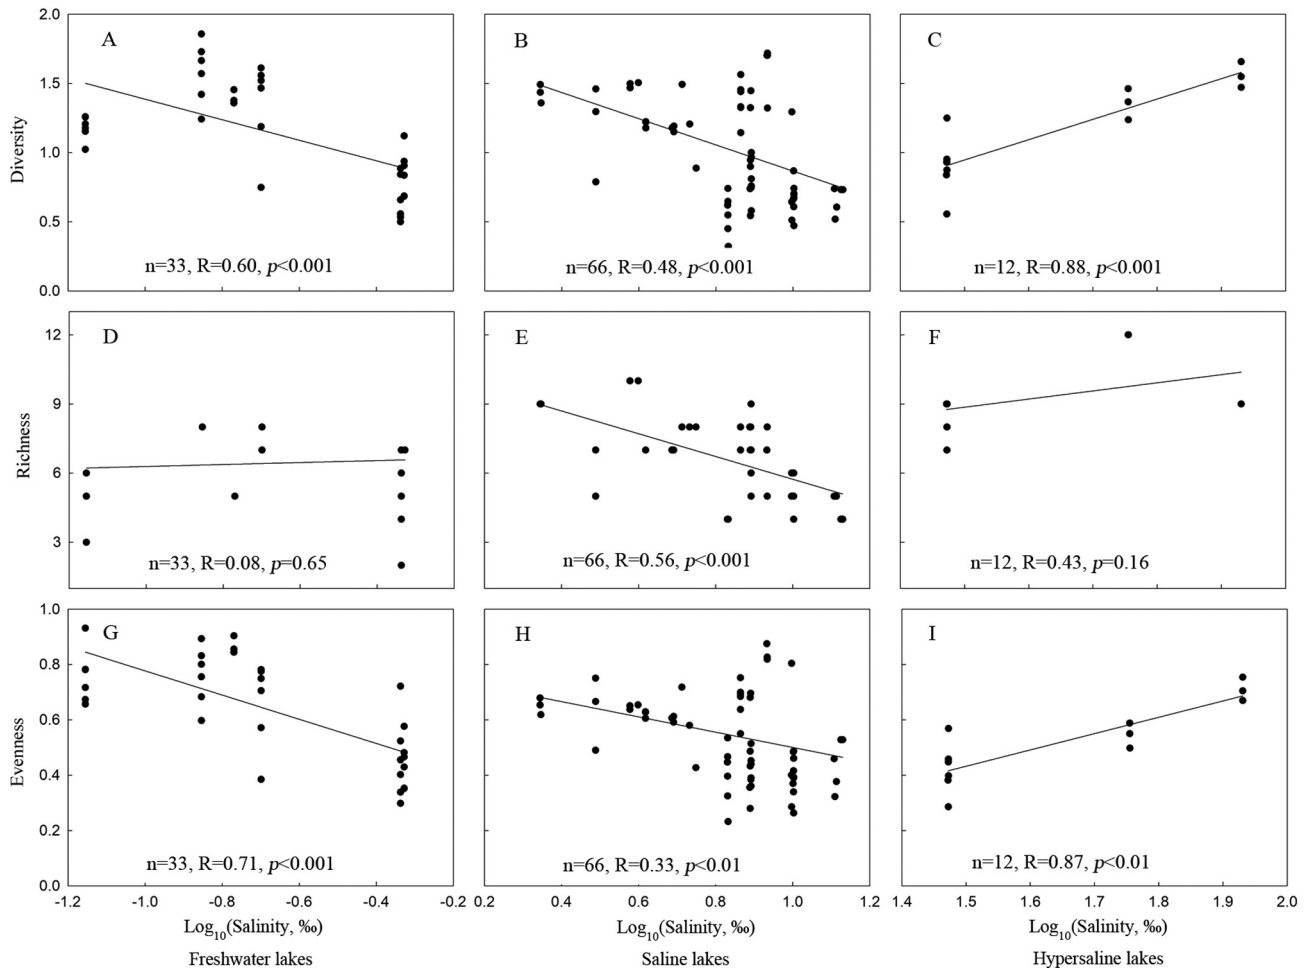 2.0
1.5
1.0
0.5
0.0
Diversity
A
n=33, R=0.60, p<0.001
B
n=66, R=0.48, p<0.001
C
n=12, R=0.88, p<0.001
12
9
6
3
Richness
D
n=33, R=0.08, p=0.65
E
n=66, R=0.56, p<0.001
F
n=12, R=0.43, p=0.16
1.0
0.8
0.6
0.4
0.2
0.0
Evenness
G
n=33, R=0.71, p<0.001
H
n=66, R=0.33, p<0.01
I
n=12, R=0.87, p<0.01
-1.2 -1.0 -0.8 -0.6 -0.4 -0.2
0.2 0.4 0.6 0.8 1.0 1.2
1.4 1.5 1.6 1.7 1.8 1.9 2.0
Log10(Salinity, ‰)
Log10(Salinity, ‰)
Log10(Salinity, ‰)
Freshwater lakes
Saline lakes
Hypersaline lakes